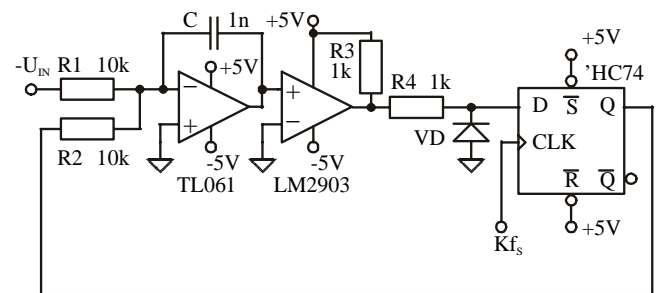 C 1n
+5V
R3
1k
+5V
-U_IN
R1 10k
+5V
R4 1k
'HC74
−
+
+
−
D S̅ Q
R2 10k
VD
CLK
-5V
-5V
R̅ Q̅
TL061
LM2903
Kf_S
+5V